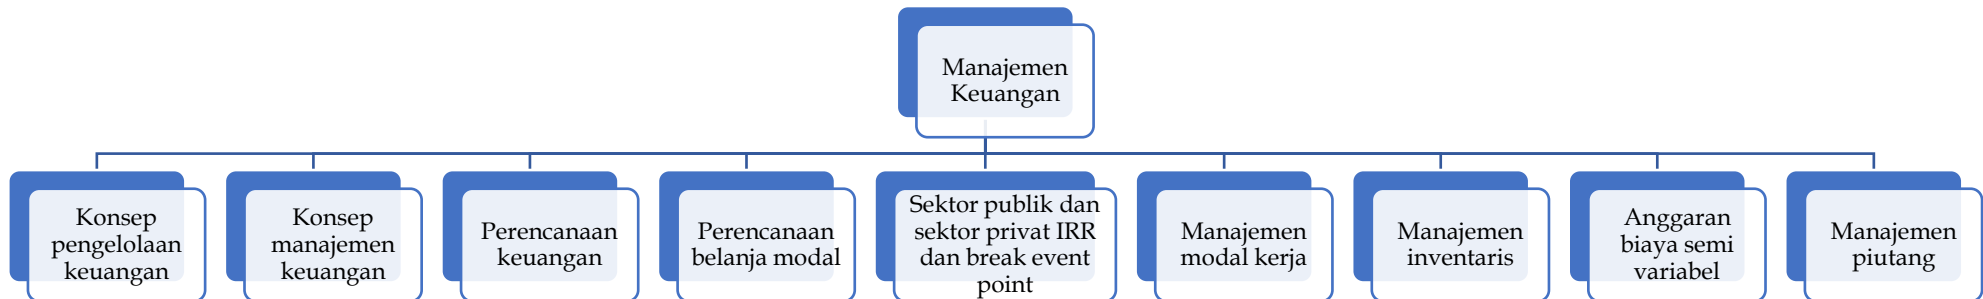 Manajemen
Keuangan
Konsep
pengelolaan
keuangan
Konsep
manajemen
keuangan
Perencanaan
keuangan
Perencanaan
belanja modal
Sektor publik dan
sektor privat IRR
dan break event
point
Manajemen
modal kerja
Manajemen
inventaris
Anggaran
biaya semi
variabel
Manajemen
piutang